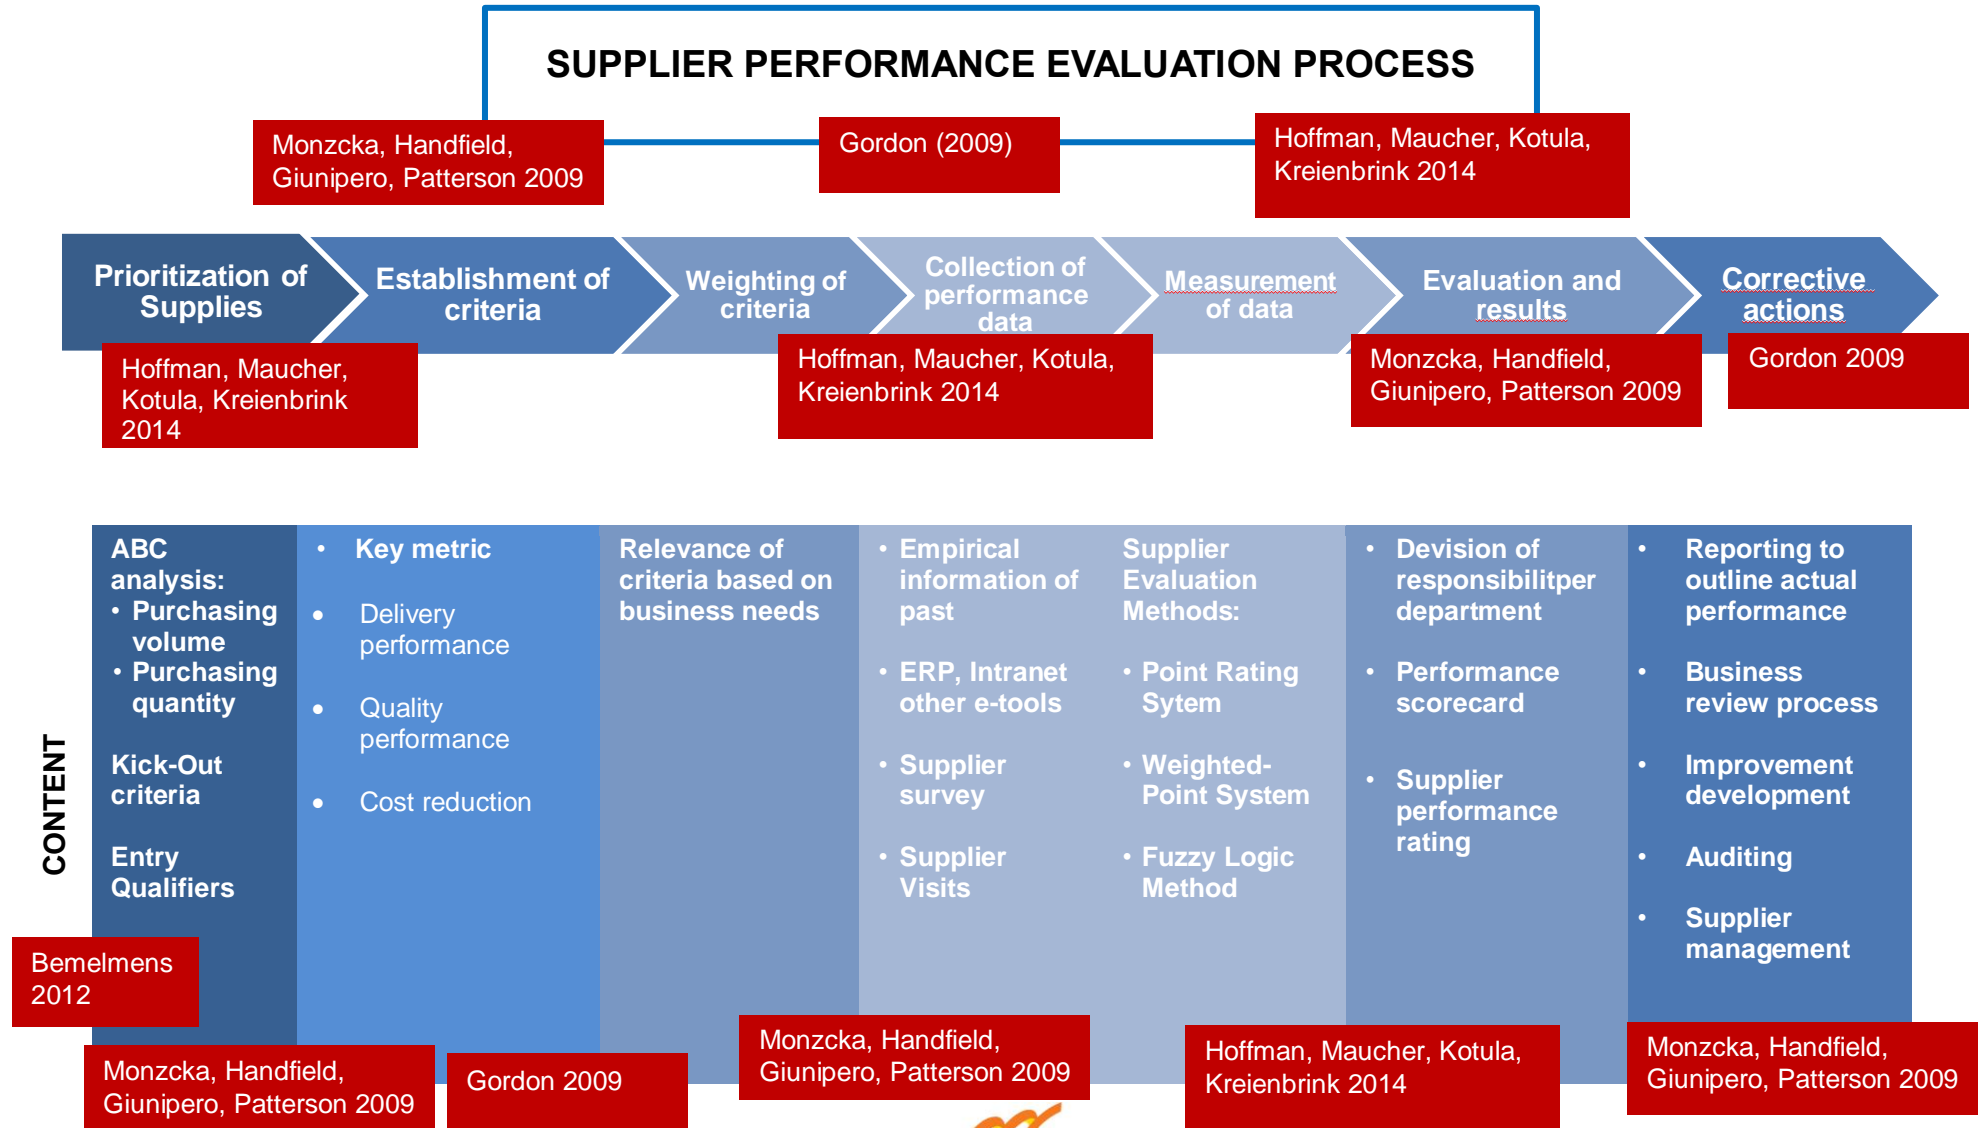 SUPPLIER PERFORMANCE EVALUATION PROCESS
Monzcka, Handfield,
Giunipero, Patterson 2009
Gordon (2009)
Hoffman, Maucher, Kotula,
Kreienbrink 2014
Prioritization of
Supplies
Establishment of
criteria
Weighting of
criteria
Collection of
performance
data
Measurement
of data
Evaluation and
results
Corrective
actions
Hoffman, Maucher,
Kotula, Kreienbrink
2014
Hoffman, Maucher, Kotula,
Kreienbrink 2014
Monzcka, Handfield,
Giunipero, Patterson 2009
Gordon 2009
CONTENT
ABC
analysis:
• Purchasing
volume
• Purchasing
quantity
Kick-Out
criteria
Entry
Qualifiers
• Key metric
• Delivery
performance
• Quality
performance
• Cost reduction
Relevance of
criteria based on
business needs
• Empirical
information of
past
• ERP, Intranet
other e-tools
• Supplier
survey
• Supplier
Visits
Supplier
Evaluation
Methods:
• Point Rating
Sytem
• Weighted-
Point System
• Fuzzy Logic
Method
• Devision of
responsibilitper
department
• Performance
scorecard
• Supplier
performance
rating
• Reporting to
outline actual
performance
• Business
review process
• Improvement
development
• Auditing
• Supplier
management
Bemelmens
2012
Monzcka, Handfield,
Giunipero, Patterson 2009
Gordon 2009
Monzcka, Handfield,
Giunipero, Patterson 2009
Hoffman, Maucher, Kotula,
Kreienbrink 2014
Monzcka, Handfield,
Giunipero, Patterson 2009